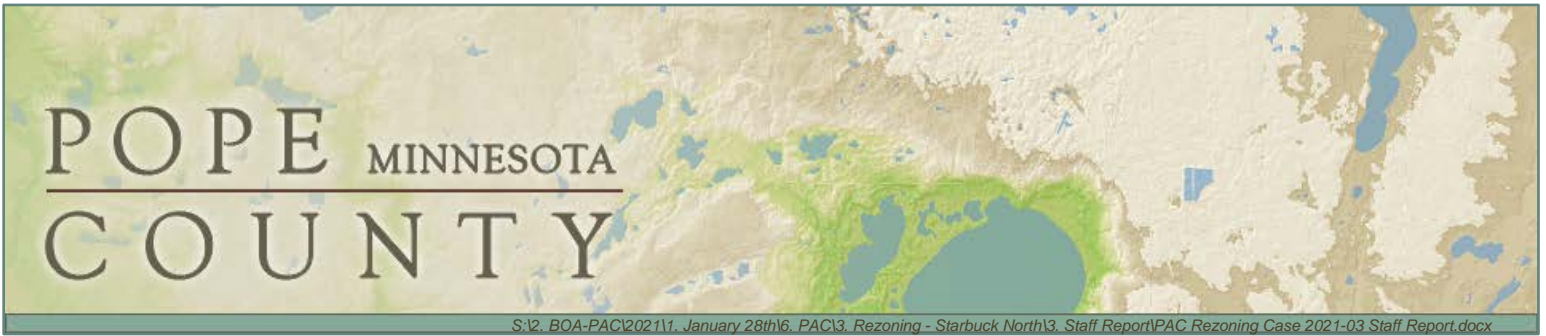 POPE MINNESOTA
COUNTY
S:\2. BOA-PAC\2021\1. January 28th\6. PAC\3. Rezoning - Starbuck North\3. Staff Report\PAC Rezoning Case 2021-03 Staff Report.docx